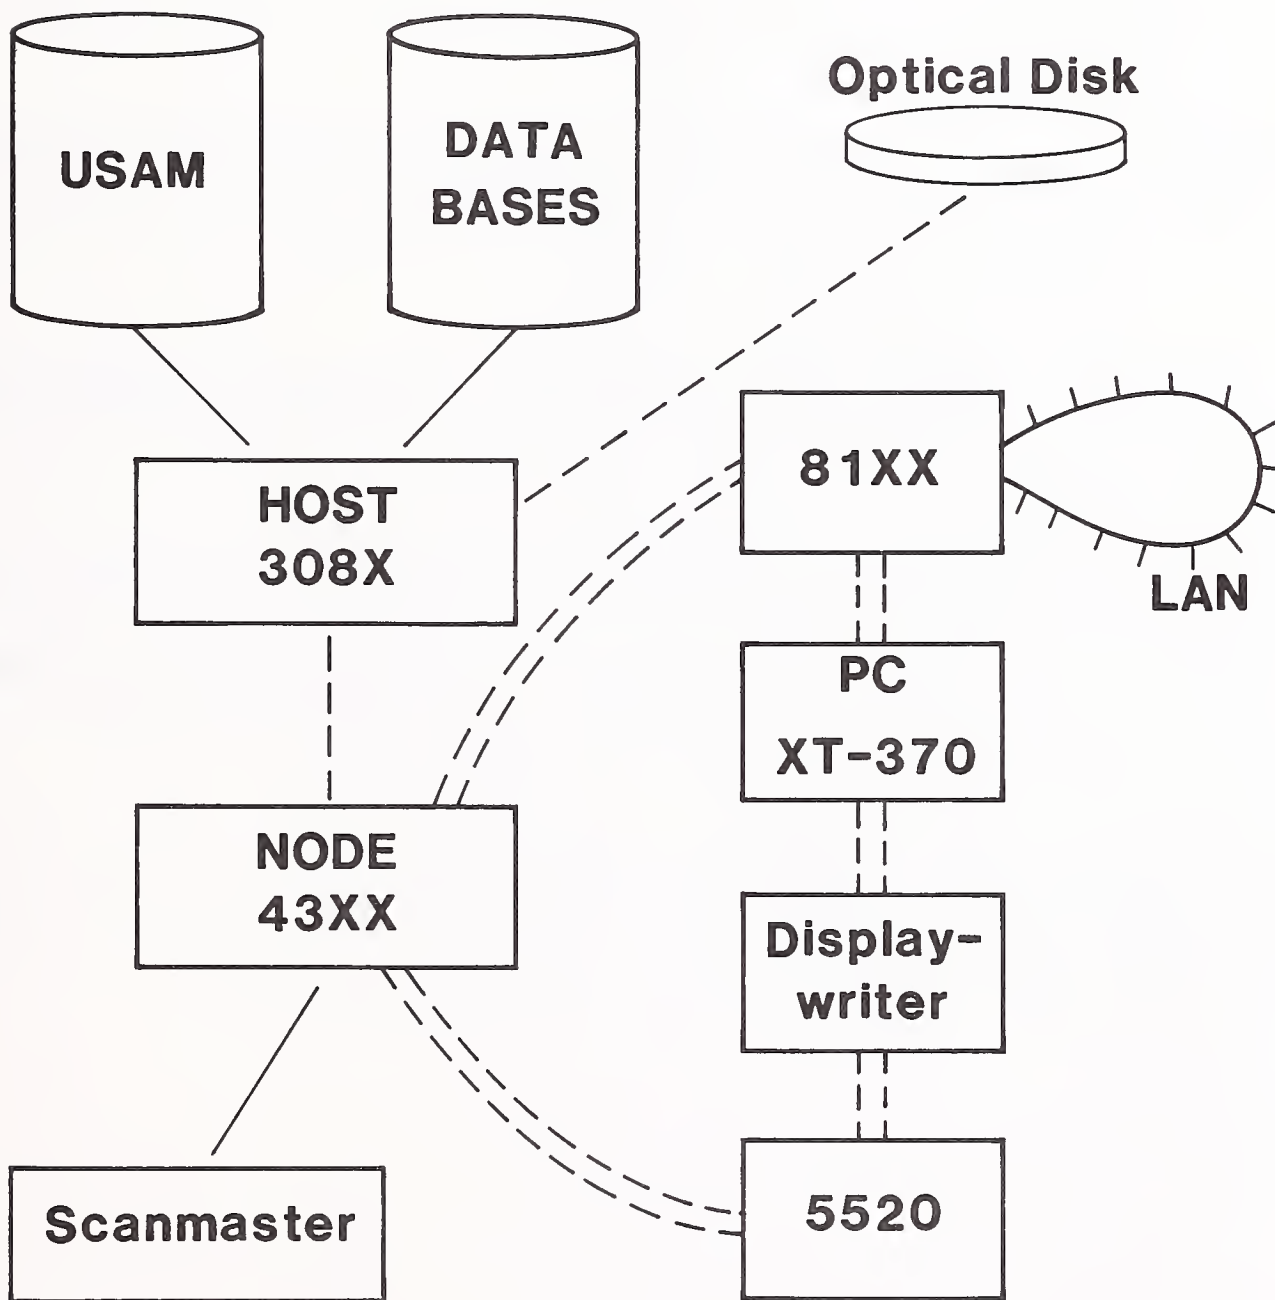 USAM
DATA
BASES
Optical Disk
HOST
308X
81XX
LAN
PC
XT-370
NODE
43XX
Display-
writer
Scanmaster
5520